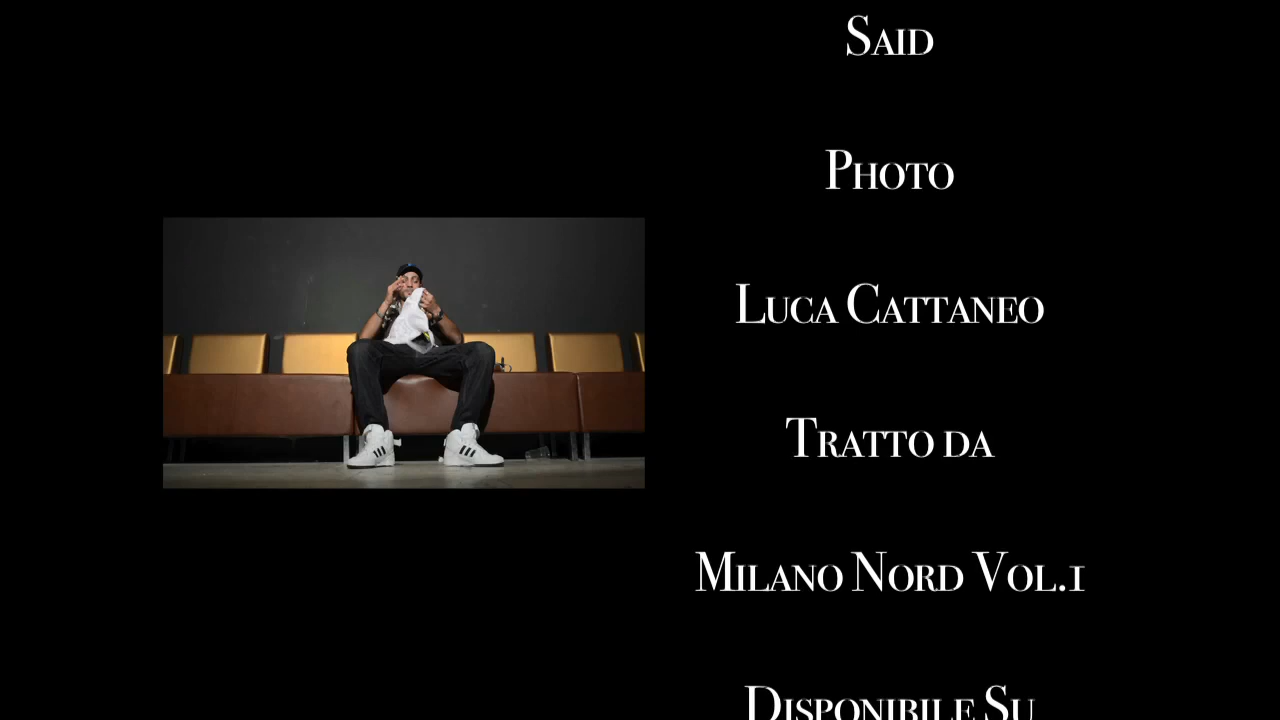 Said
Photo
Luca Cattaneo
Tratto da
Milano Nord Vol.1
Disponibile Su